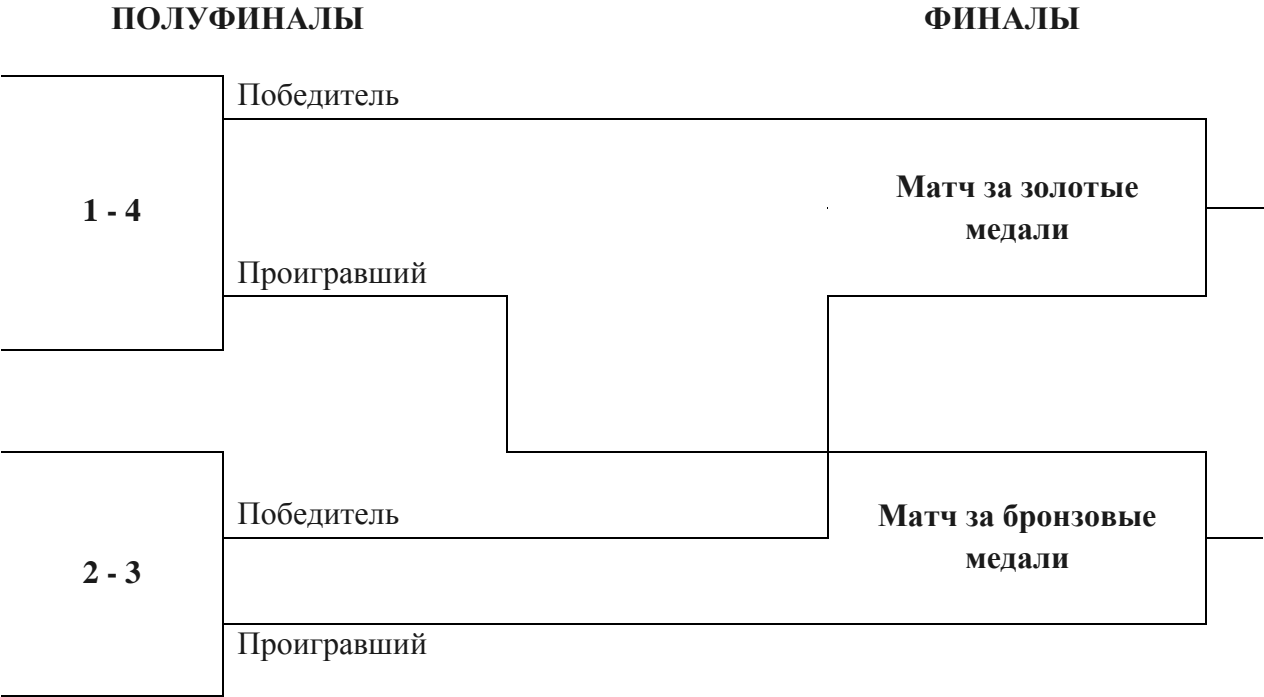 ПОЛУФИНАЛЫ
ФИНАЛЫ
Победитель
1 - 4
Матч за золотые
медали
Проигравший
Победитель
2 - 3
Матч за бронзовые
медали
Проигравший